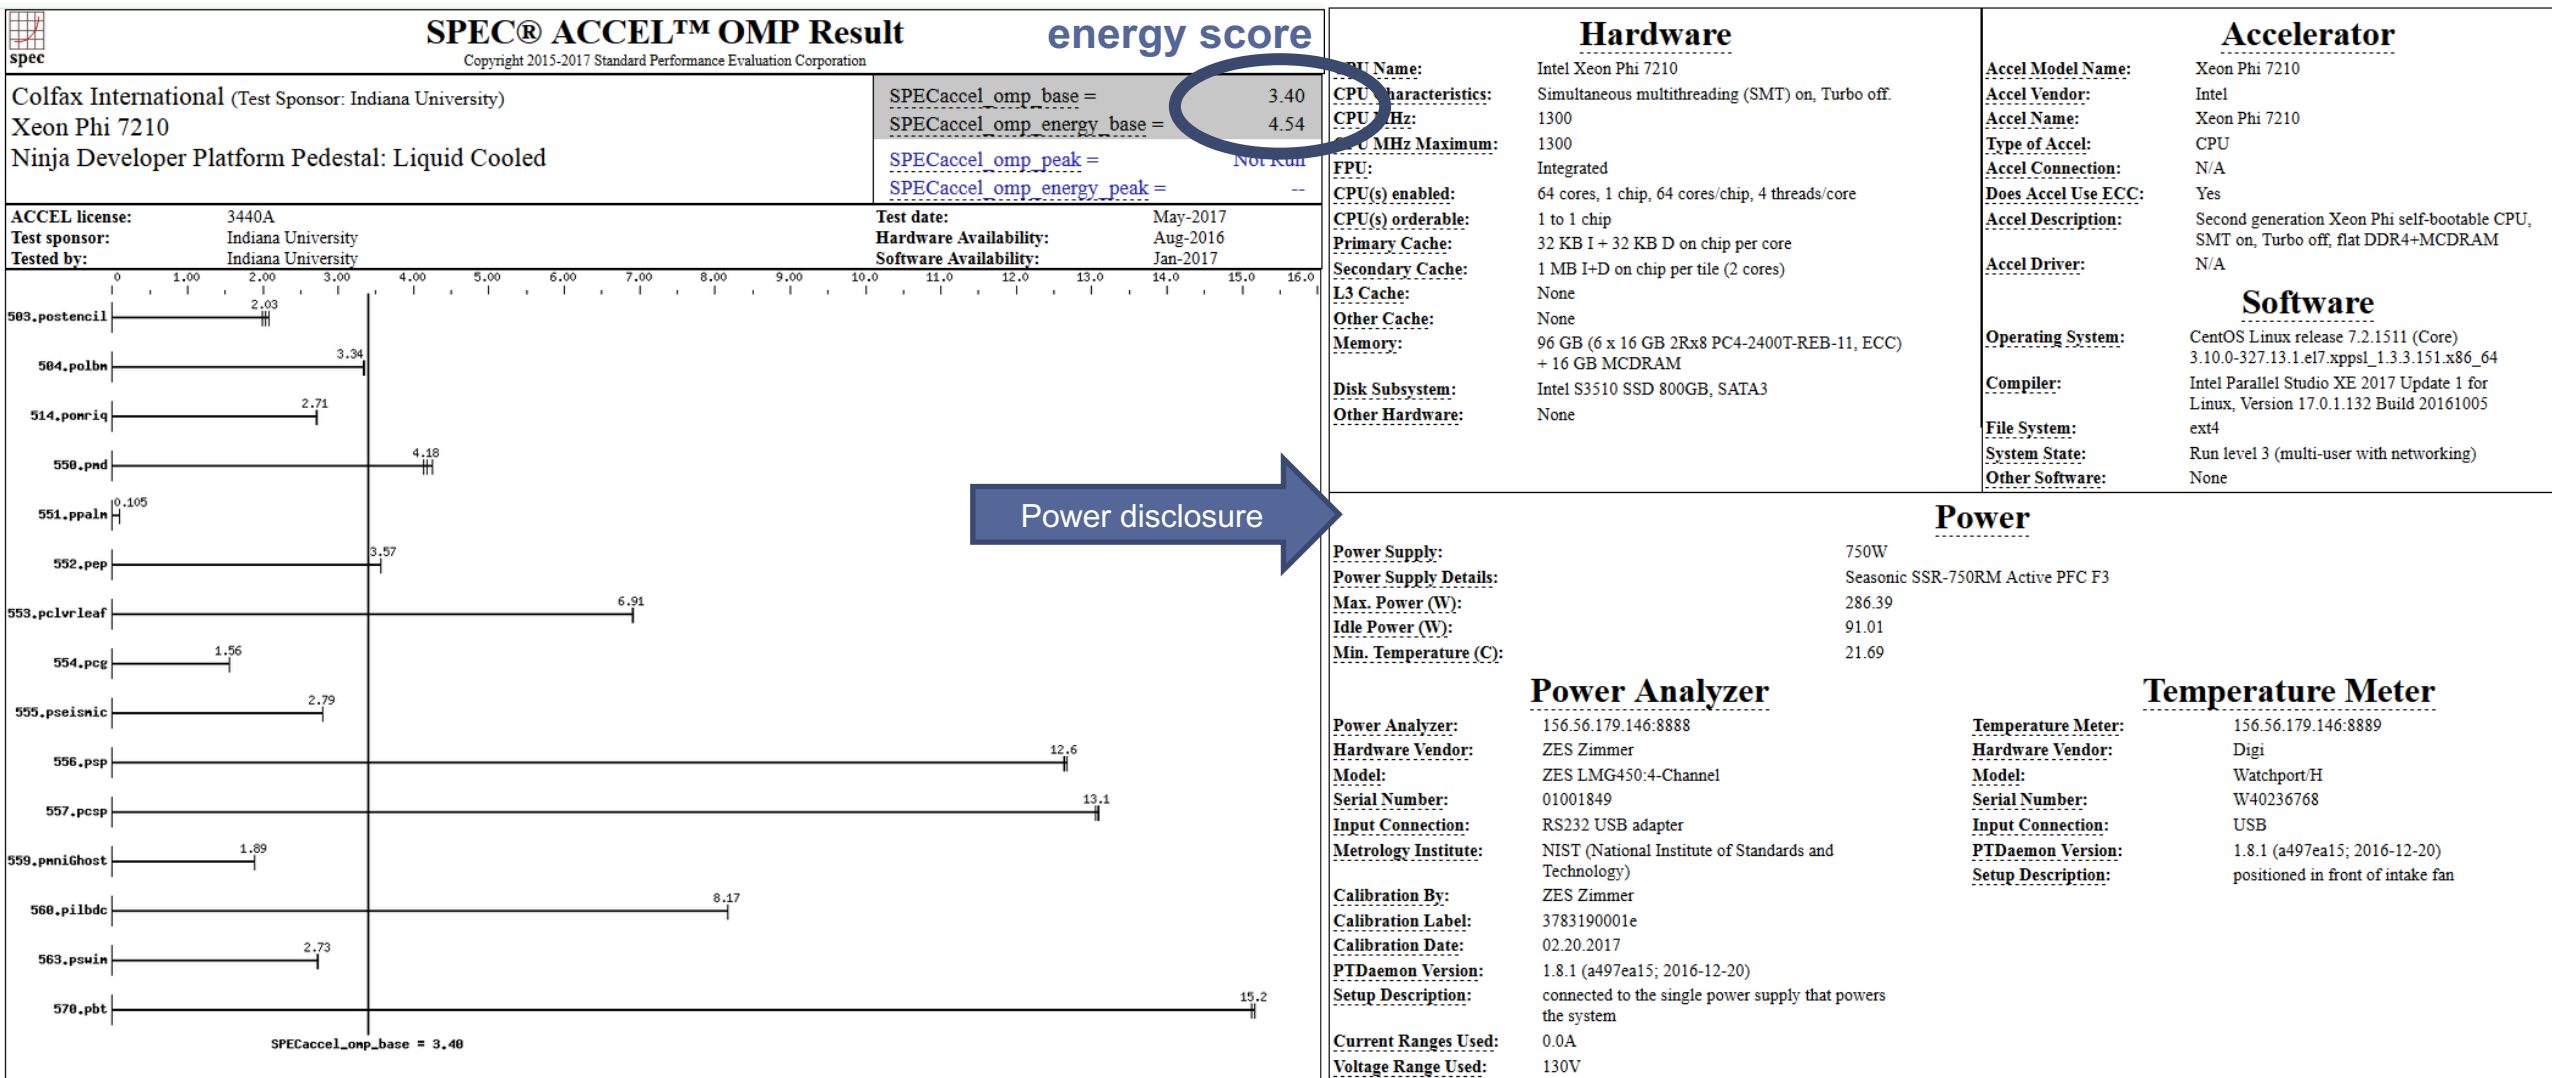 spec
SPEC® ACCEL™ OMP Result
Copyright 2015-2017 Standard Performance Evaluation Corporation
energy score
Colfax International (Test Sponsor: Indiana University)
Xeon Phi 7210
Ninja Developer Platform Pedestal: Liquid Cooled
SPECaccel_omp_base = 3.40
SPECaccel_omp_energy_base = 4.54
SPECaccel_omp_peak = Not Run
SPECaccel_omp_energy_peak = --
ACCEL license: 3440A
Test sponsor: Indiana University
Tested by: Indiana University
Test date: May-2017
Hardware Availability: Aug-2016
Software Availability: Jan-2017
0 1.00 2.00 3.00 4.00 5.00 6.00 7.00 8.00 9.00 10.0 11.0 12.0 13.0 14.0 15.0 16.0
503.postencil 2.03
504.polbm 3.34
514.pomriq 2.71
550.pmd 4.18
551.ppalm 0.105
552.pep 3.57
553.pclvrleaf 6.91
554.pcg 1.56
555.pseismic 2.79
556.psp 12.6
557.pcsp 13.1
559.pmniGhost 1.89
560.pilbdc 8.17
563.pswim 2.73
570.pbt 15.2
SPECaccel_omp_base = 3.40
Power disclosure
Hardware
CPU Name: Intel Xeon Phi 7210
CPU Characteristics: Simultaneous multithreading (SMT) on, Turbo off.
CPU MHz: 1300
CPU MHz Maximum: 1300
FPU: Integrated
CPU(s) enabled: 64 cores, 1 chip, 64 cores/chip, 4 threads/core
CPU(s) orderable: 1 to 1 chip
Primary Cache: 32 KB I + 32 KB D on chip per core
Secondary Cache: 1 MB I+D on chip per tile (2 cores)
L3 Cache: None
Other Cache: None
Memory: 96 GB (6 x 16 GB 2Rx8 PC4-2400T-REB-11, ECC)
+ 16 GB MCDRAM
Disk Subsystem: Intel S3510 SSD 800GB, SATA3
Other Hardware: None
Accelerator
Accel Model Name: Xeon Phi 7210
Accel Vendor: Intel
Accel Name: Xeon Phi 7210
Type of Accel: CPU
Accel Connection: N/A
Does Accel Use ECC: Yes
Accel Description: Second generation Xeon Phi self-bootable CPU,
SMT on, Turbo off, flat DDR4+MCDRAM
Accel Driver: N/A
Software
Operating System: CentOS Linux release 7.2.1511 (Core)
3.10.0-327.13.1.el7.xppsl_1.3.3.151.x86_64
Compiler: Intel Parallel Studio XE 2017 Update 1 for
Linux, Version 17.0.1.132 Build 20161005
File System: ext4
System State: Run level 3 (multi-user with networking)
Other Software: None
Power
Power Supply: 750W
Power Supply Details: Seasonic SSR-750RM Active PFC F3
Max. Power (W): 286.39
Idle Power (W): 91.01
Min. Temperature (C): 21.69
Power Analyzer
Power Analyzer: 156.56.179.146:8888
Hardware Vendor: ZES Zimmer
Model: ZES LMG450:4-Channel
Serial Number: 01001849
Input Connection: RS232 USB adapter
Metrology Institute: NIST (National Institute of Standards and
Technology)
Calibration By: ZES Zimmer
Calibration Label: 3783190001e
Calibration Date: 02.20.2017
PTDaemon Version: 1.8.1 (a497ea15; 2016-12-20)
Setup Description: connected to the single power supply that powers
the system
Current Ranges Used: 0.0A
Voltage Range Used: 130V
Temperature Meter
Temperature Meter: 156.56.179.146:8889
Hardware Vendor: Digi
Model: Watchport/H
Serial Number: W40236768
Input Connection: USB
PTDaemon Version: 1.8.1 (a497ea15; 2016-12-20)
Setup Description: positioned in front of intake fan